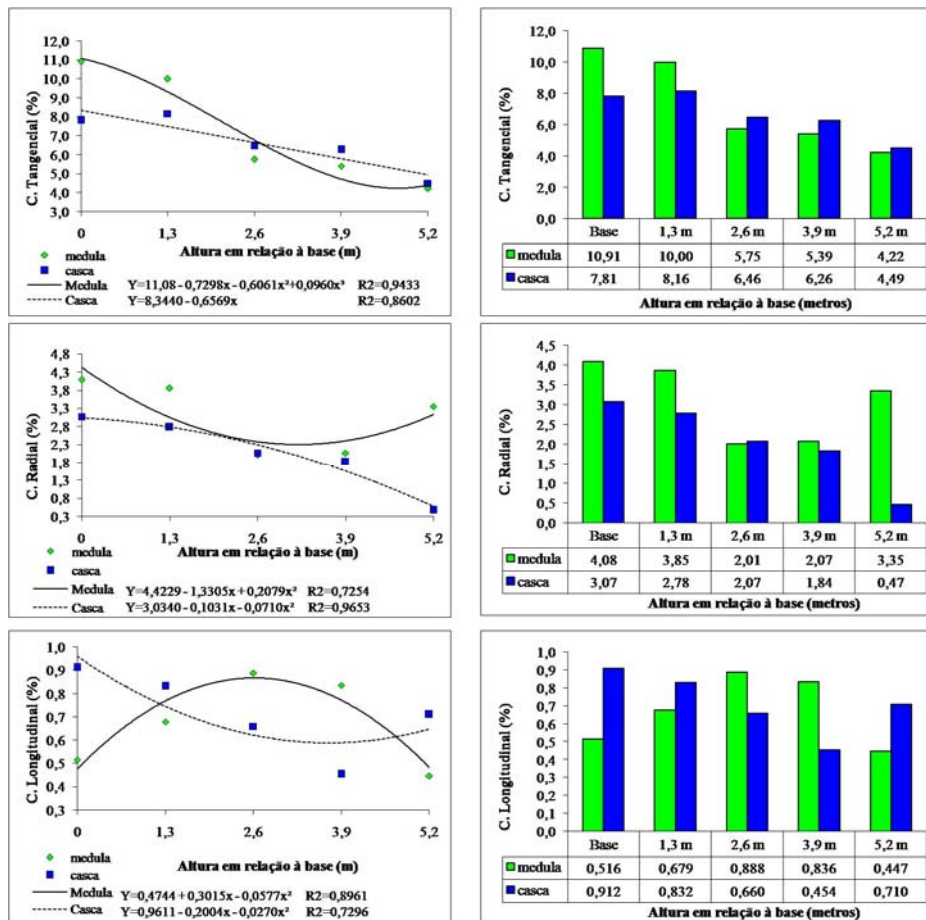 12,0
11,0
10,0
9,0
8,0
7,0
6,0
5,0
4,0
3,0
C. Tangencial (%)
0 1,3 2,6 3,9 5,2
Altura em relação à base (m)
medula
casca
Medula Y=11,08 - 0,7298x - 0,6061x²+0,0960x³ R2=0,9433
Casca Y=8,3440 - 0,6569x R2=0,8602
12,0
10,0
8,0
6,0
4,0
2,0
0,0
C. Tangencial (%)
Base 1,3 m 2,6 m 3,9 m 5,2 m
medula 10,91 10,00 5,75 5,39 4,22
casca 7,81 8,16 6,46 6,26 4,49
Altura em relação à base (metros)
4,8
4,3
3,8
3,3
2,8
2,3
1,8
1,3
0,8
0,3
C. Radial (%)
0 1,3 2,6 3,9 5,2
Altura em relação à base (m)
medula
casca
Medula Y=4,4229 - 1,3305x + 0,2079x² R2=0,7254
Casca Y=3,0340 - 0,1031x - 0,0710x² R2=0,9653
4,5
4,0
3,5
3,0
2,5
2,0
1,5
1,0
0,5
0,0
C. Radial (%)
Base 1,3 m 2,6 m 3,9 m 5,2 m
medula 4,08 3,85 2,01 2,07 3,35
casca 3,07 2,78 2,07 1,84 0,47
Altura em relação à base (metros)
1,0
0,9
0,8
0,7
0,6
0,5
0,4
0,3
C. Longitudinal (%)
0 1,3 2,6 3,9 5,2
Altura em relação à base (m)
medula
casca
Medula Y=0,4744 + 0,3015x - 0,0577x² R2=0,8961
Casca Y=0,9611 - 0,2004x - 0,0270x² R2=0,7296
1,0
0,9
0,8
0,7
0,6
0,5
0,4
0,3
0,2
0,1
0,0
C. Longitudinal (%)
Base 1,3 m 2,6 m 3,9 m 5,2 m
medula 0,516 0,679 0,888 0,836 0,447
casca 0,912 0,832 0,660 0,454 0,710
Altura em relação à base (metros)